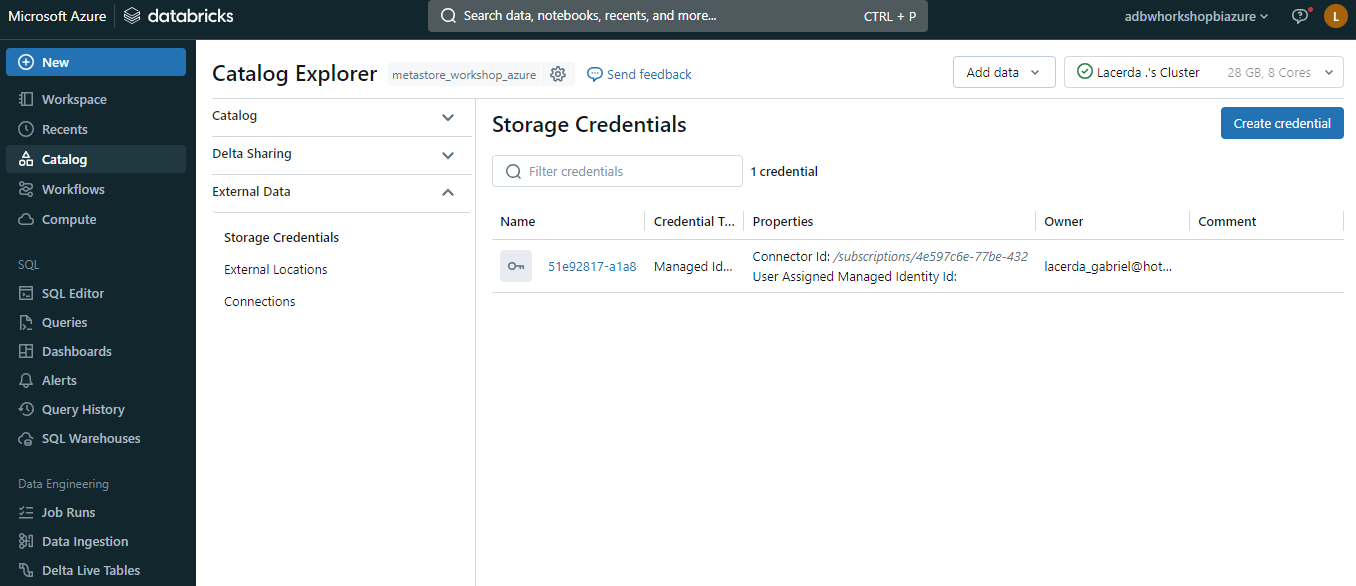 Microsoft Azure databricks Search data, notebooks, recents, and more... CTRL + P adbwhorkshopbiazure L
New
Workspace
Recents
Catalog
Workflows
Compute
SQL
SQL Editor
Queries
Dashboards
Alerts
Query History
SQL Warehouses
Data Engineering
Job Runs
Data Ingestion
Delta Live Tables
Catalog Explorer metastore_workshop_azure Send feedback Add data Lacerda .'s Cluster 28 GB, 8 Cores
Catalog
Delta Sharing
External Data
Storage Credentials
External Locations
Connections
Storage Credentials Create credential
Filter credentials 1 credential
Name Credential T... Properties Owner Comment
51e92817-a1a8 Managed Id... Connector Id: /subscriptions/4e597c6e-77be-432 lacerda_gabriel@hot...
User Assigned Managed Identity Id: